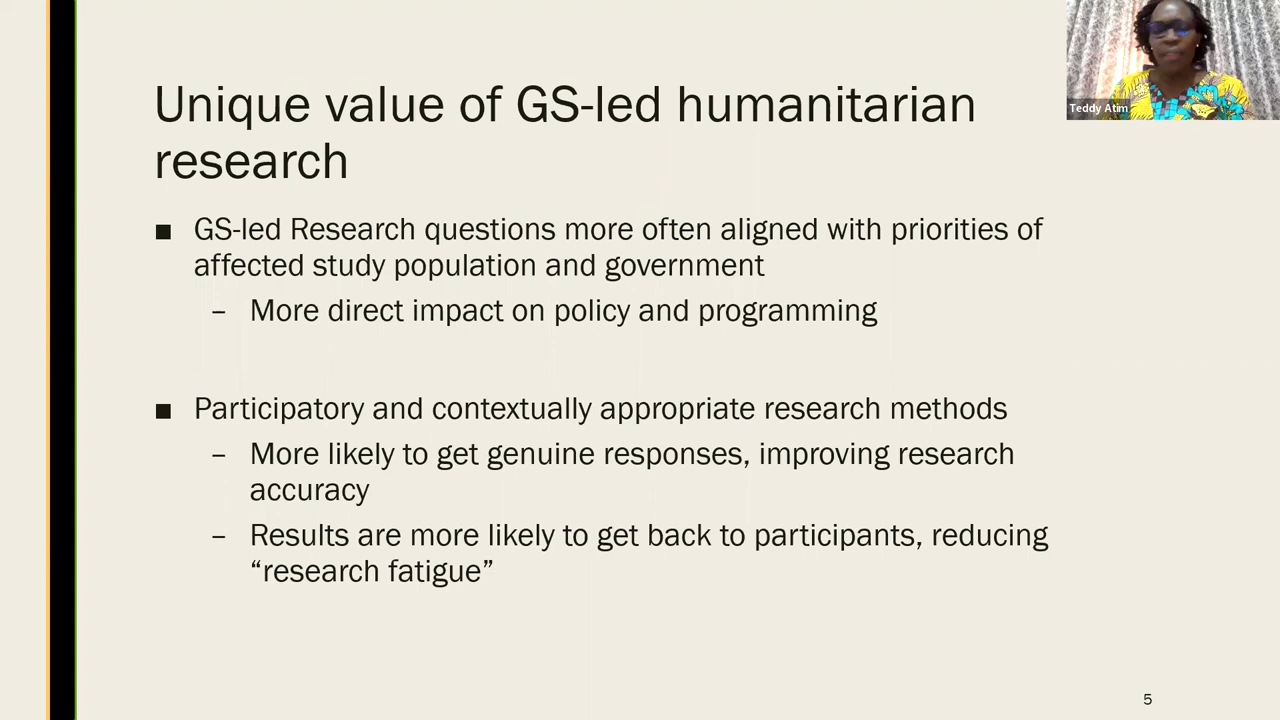 Teddy Atim
Unique value of GS-led humanitarian
research
■ GS-led Research questions more often aligned with priorities of
affected study population and government
– More direct impact on policy and programming
■ Participatory and contextually appropriate research methods
– More likely to get genuine responses, improving research
accuracy
– Results are more likely to get back to participants, reducing
“research fatigue”
5